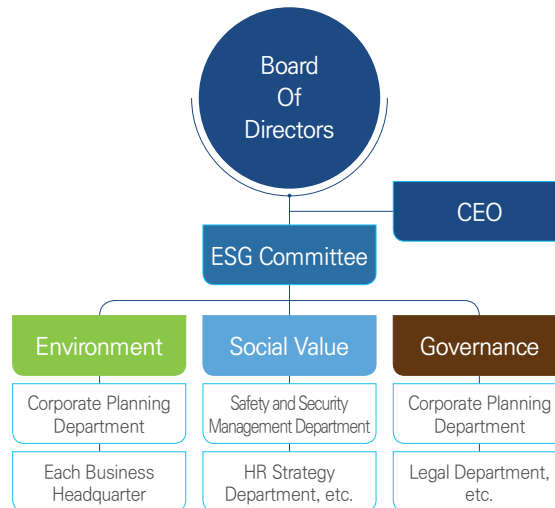 Board
Of
Directors
CEO
ESG Committee
Environment
Social Value
Governance
Corporate Planning
Department
Safety and Security
Management Department
Corporate Planning
Department
Each Business
Headquarter
HR Strategy
Department, etc.
Legal Department,
etc.